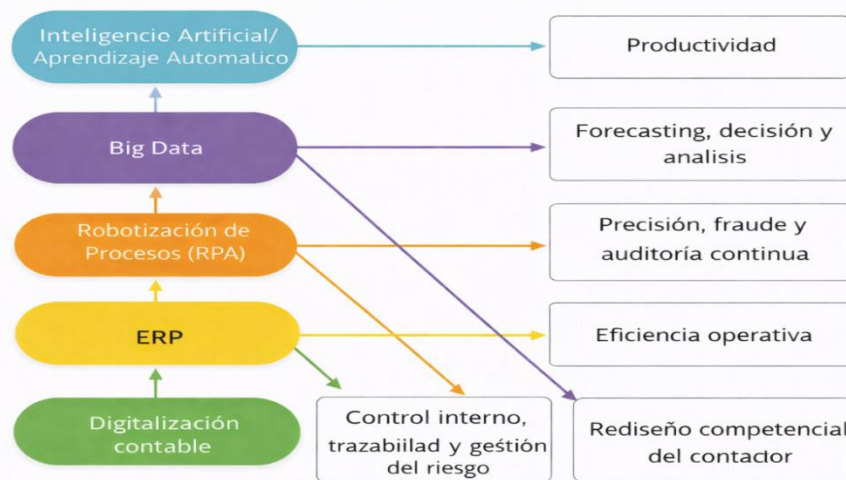 Inteligencio Artificial/
Aprendizaje Automatico
Productividad
Big Data
Forecasting, decisión y
analisis
Robotización de
Procesos (RPA)
Precisión, fraude y
auditoría continua
ERP
Eficiencia operativa
Digitalización
contable
Control interno,
trazabiilad y gestión
del riesgo
Rediseño competencial
del contactor